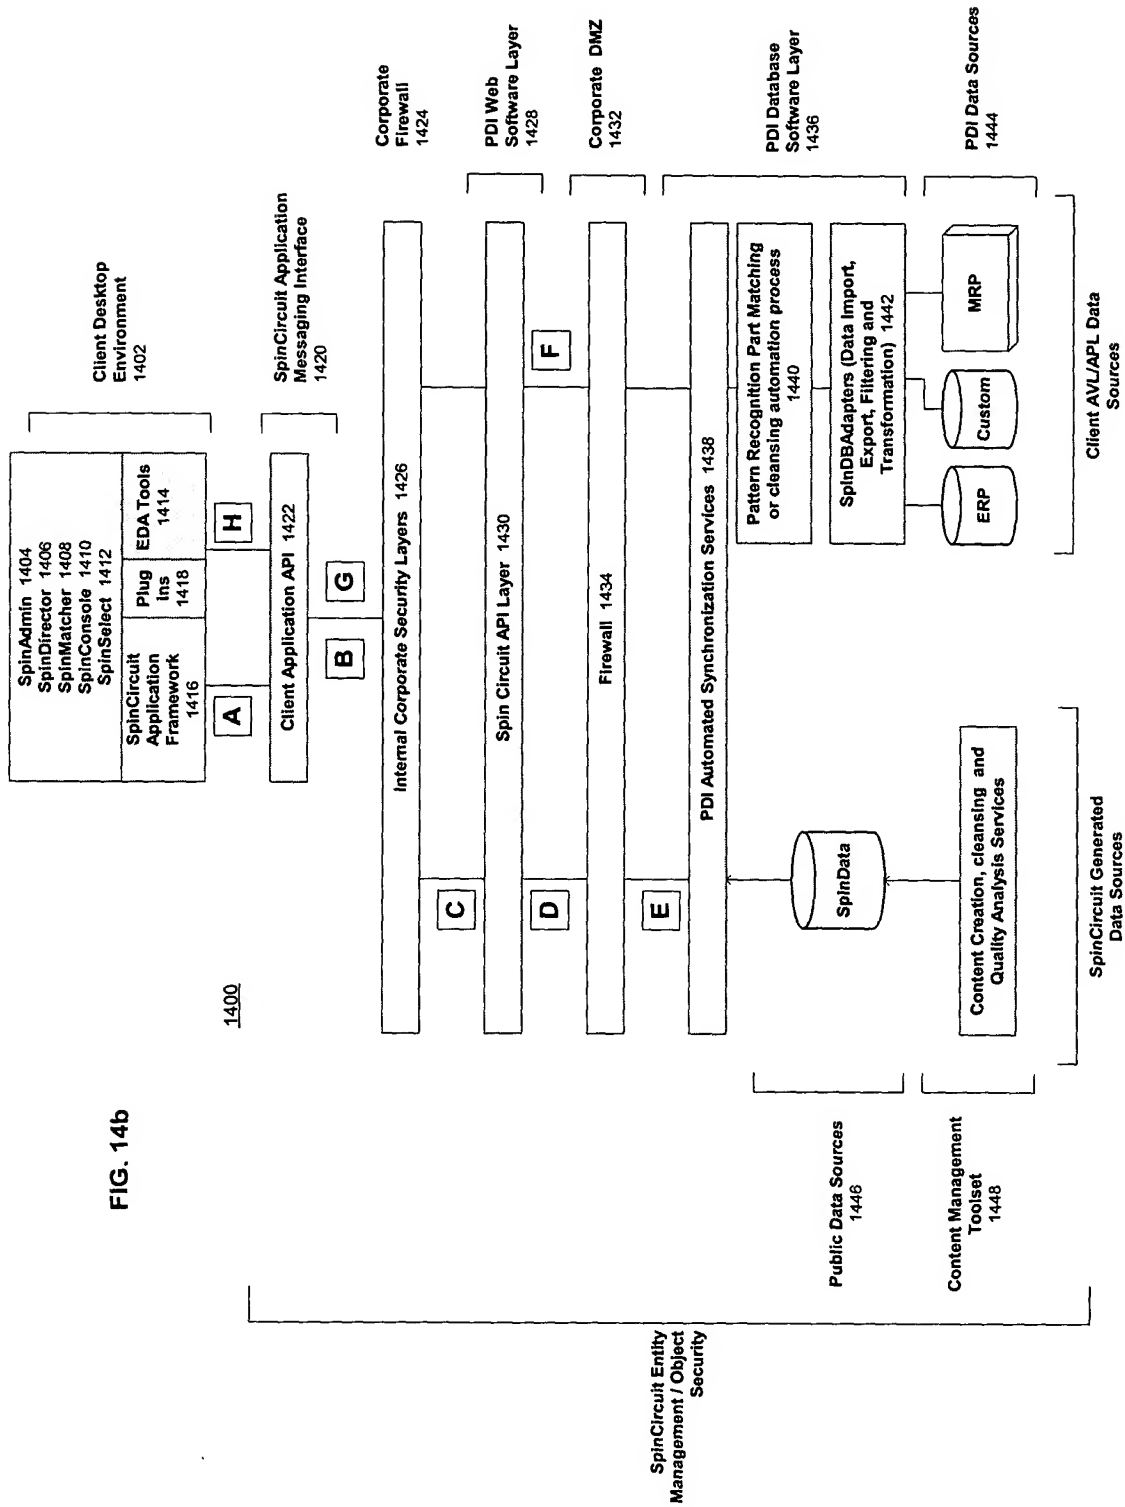 FIG. 14b
1400
SpinAdmin 1404
SpinDirector 1406
SpinMatcher 1408
SpinConsole 1410
SpinSelect 1412
SpinCircuit
Application
Framework
1416
Plug
ins
1418
EDA Tools
1414
Client Desktop
Environment
1402
A
H
Client Application API 1422
SpinCircuit Application
Messaging Interface
1420
B
G
Internal Corporate Security Layers 1426
Corporate
Firewall
1424
C
Spin Circuit API Layer 1430
PDI Web
Software Layer
1428
D
F
Firewall 1434
Corporate DMZ
1432
E
PDI Automated Synchronization Services 1438
Pattern Recognition Part Matching
or cleansing automation process
1440
SpinDBAdapters (Data Import,
Export, Filtering and
Transformation) 1442
PDI Database
Software Layer
1436
SpinData
Public Data Sources
1446
ERP
Custom
MRP
PDI Data Sources
1444
Content Creation, cleansing and
Quality Analysis Services
Content Management
Toolset
1448
SpinCircuit Generated
Data Sources
Client AVL/APL Data
Sources
SpinCircuit Entity
Management / Object
Security